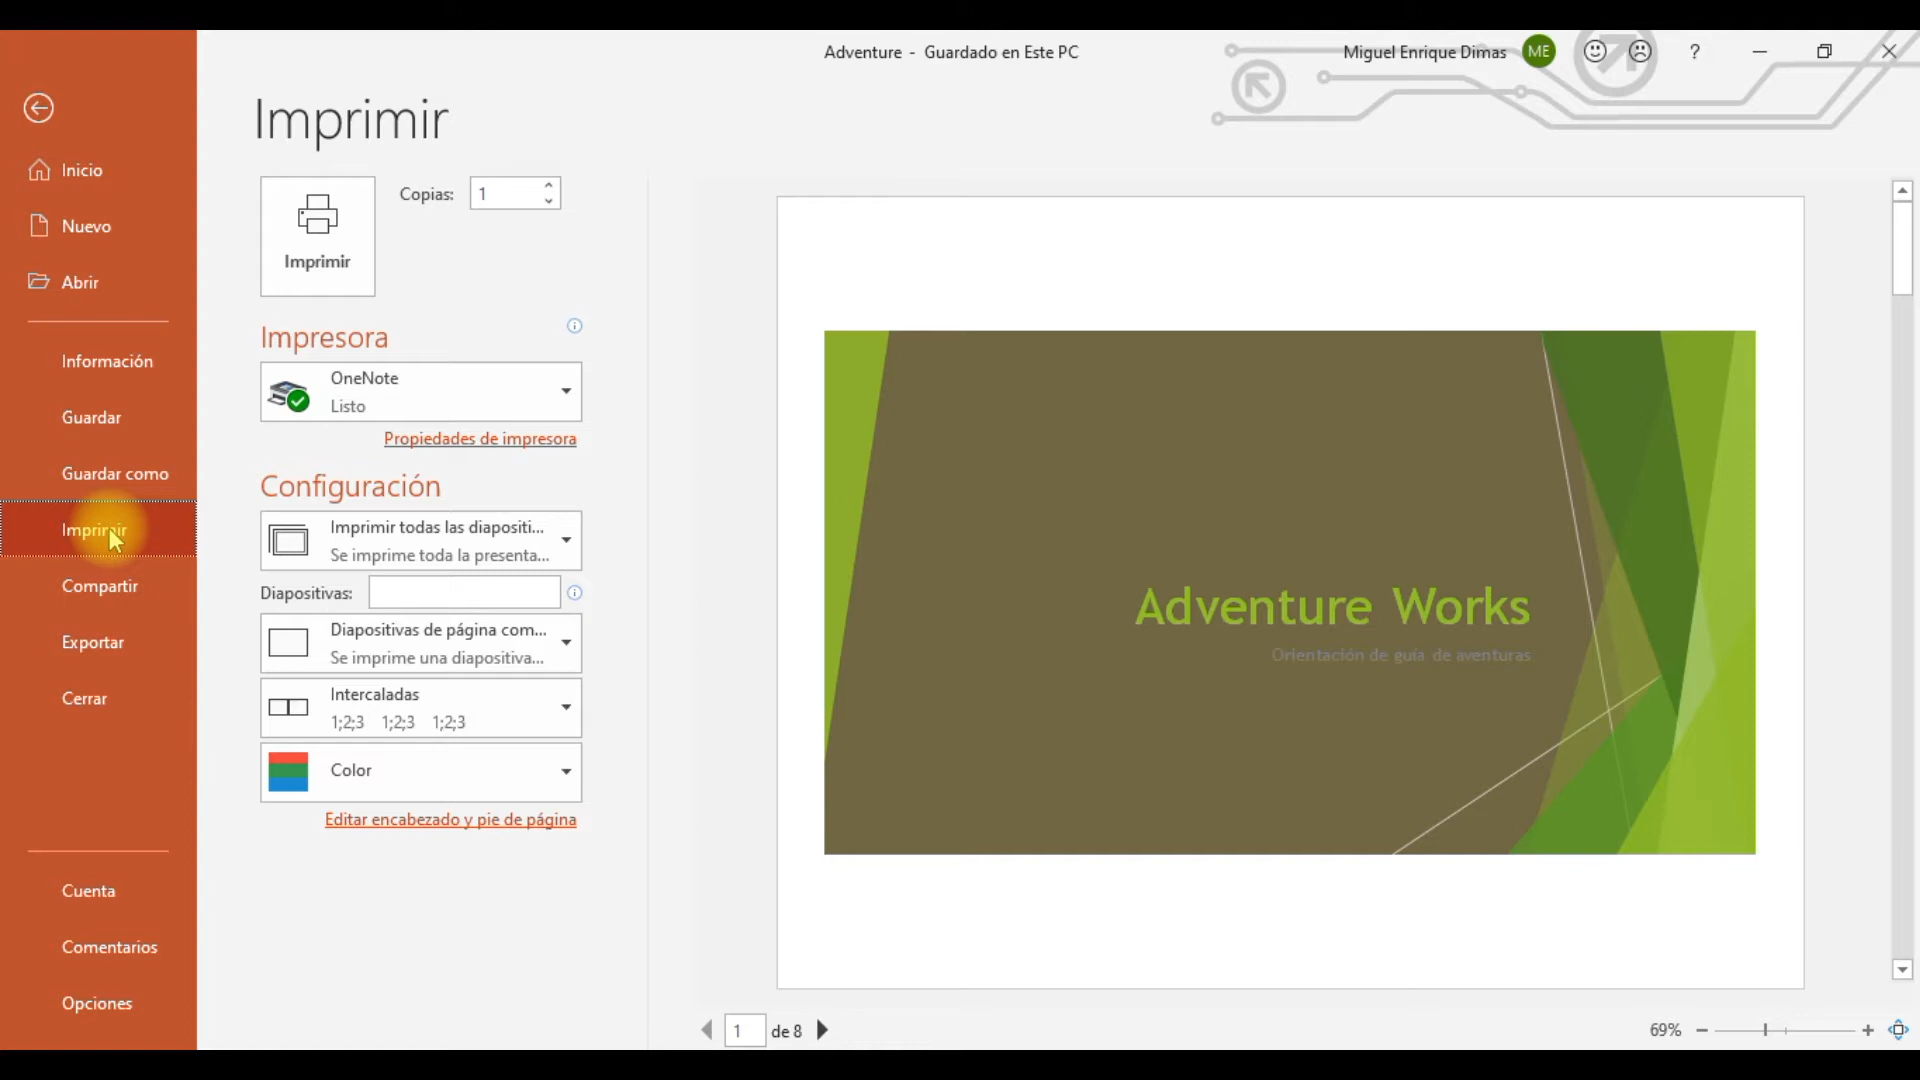 Adventure - Guardado en Este PC
Miguel Enrique Dimas ME ?
Imprimir
Inicio
Nuevo
Abrir
Información
Guardar
Guardar como
Imprimir
Compartir
Exportar
Cerrar
Cuenta
Comentarios
Opciones
Imprimir
Copias: 1
Impresora
OneNote
Listo
Propiedades de impresora
Configuración
Imprimir todas las diapositi...
Se imprime toda la presenta...
Diapositivas:
Diapositivas de página com...
Se imprime una diapositiva...
Intercaladas
1;2;3 1;2;3 1;2;3
Color
Editar encabezado y pie de página
Adventure Works
Orientación de guía de aventuras
1 de 8
69%